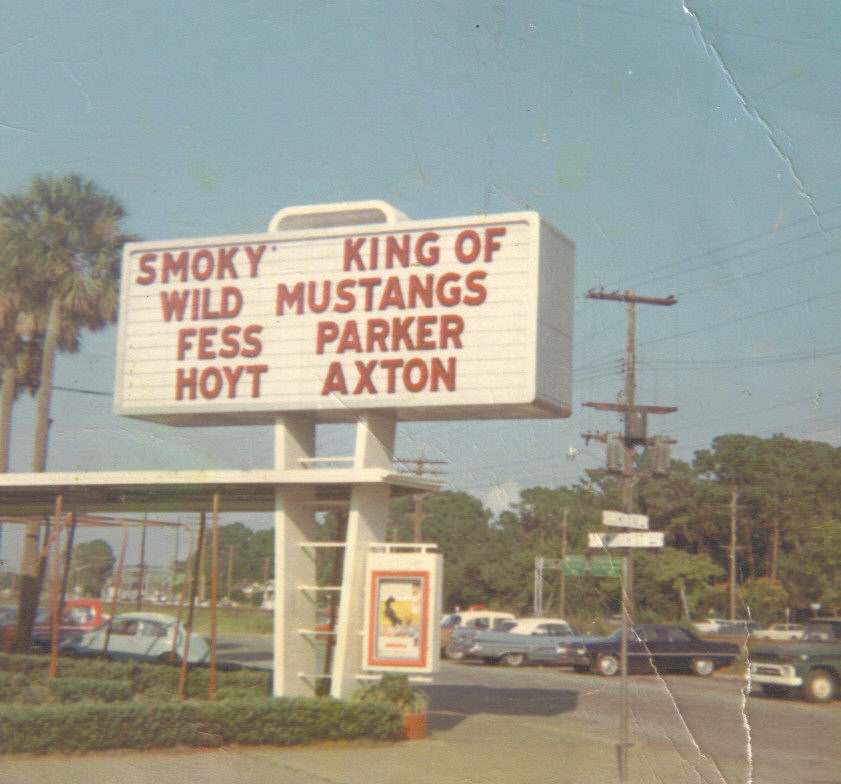 SMOKY' KING OF
WILD MUSTANGS
FESS PARKER
HOYT AXTON